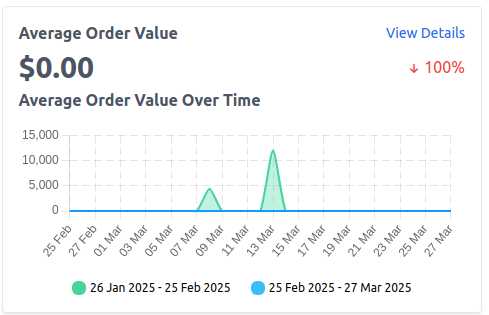 Average Order Value
View Details
$0.00
↓ 100%
Average Order Value Over Time
15,000
10,000
5,000
0
25 Feb
27 Feb
01 Mar
03 Mar
05 Mar
07 Mar
09 Mar
11 Mar
13 Mar
15 Mar
17 Mar
19 Mar
21 Mar
23 Mar
25 Mar
27 Mar
26 Jan 2025 - 25 Feb 2025
25 Feb 2025 - 27 Mar 2025